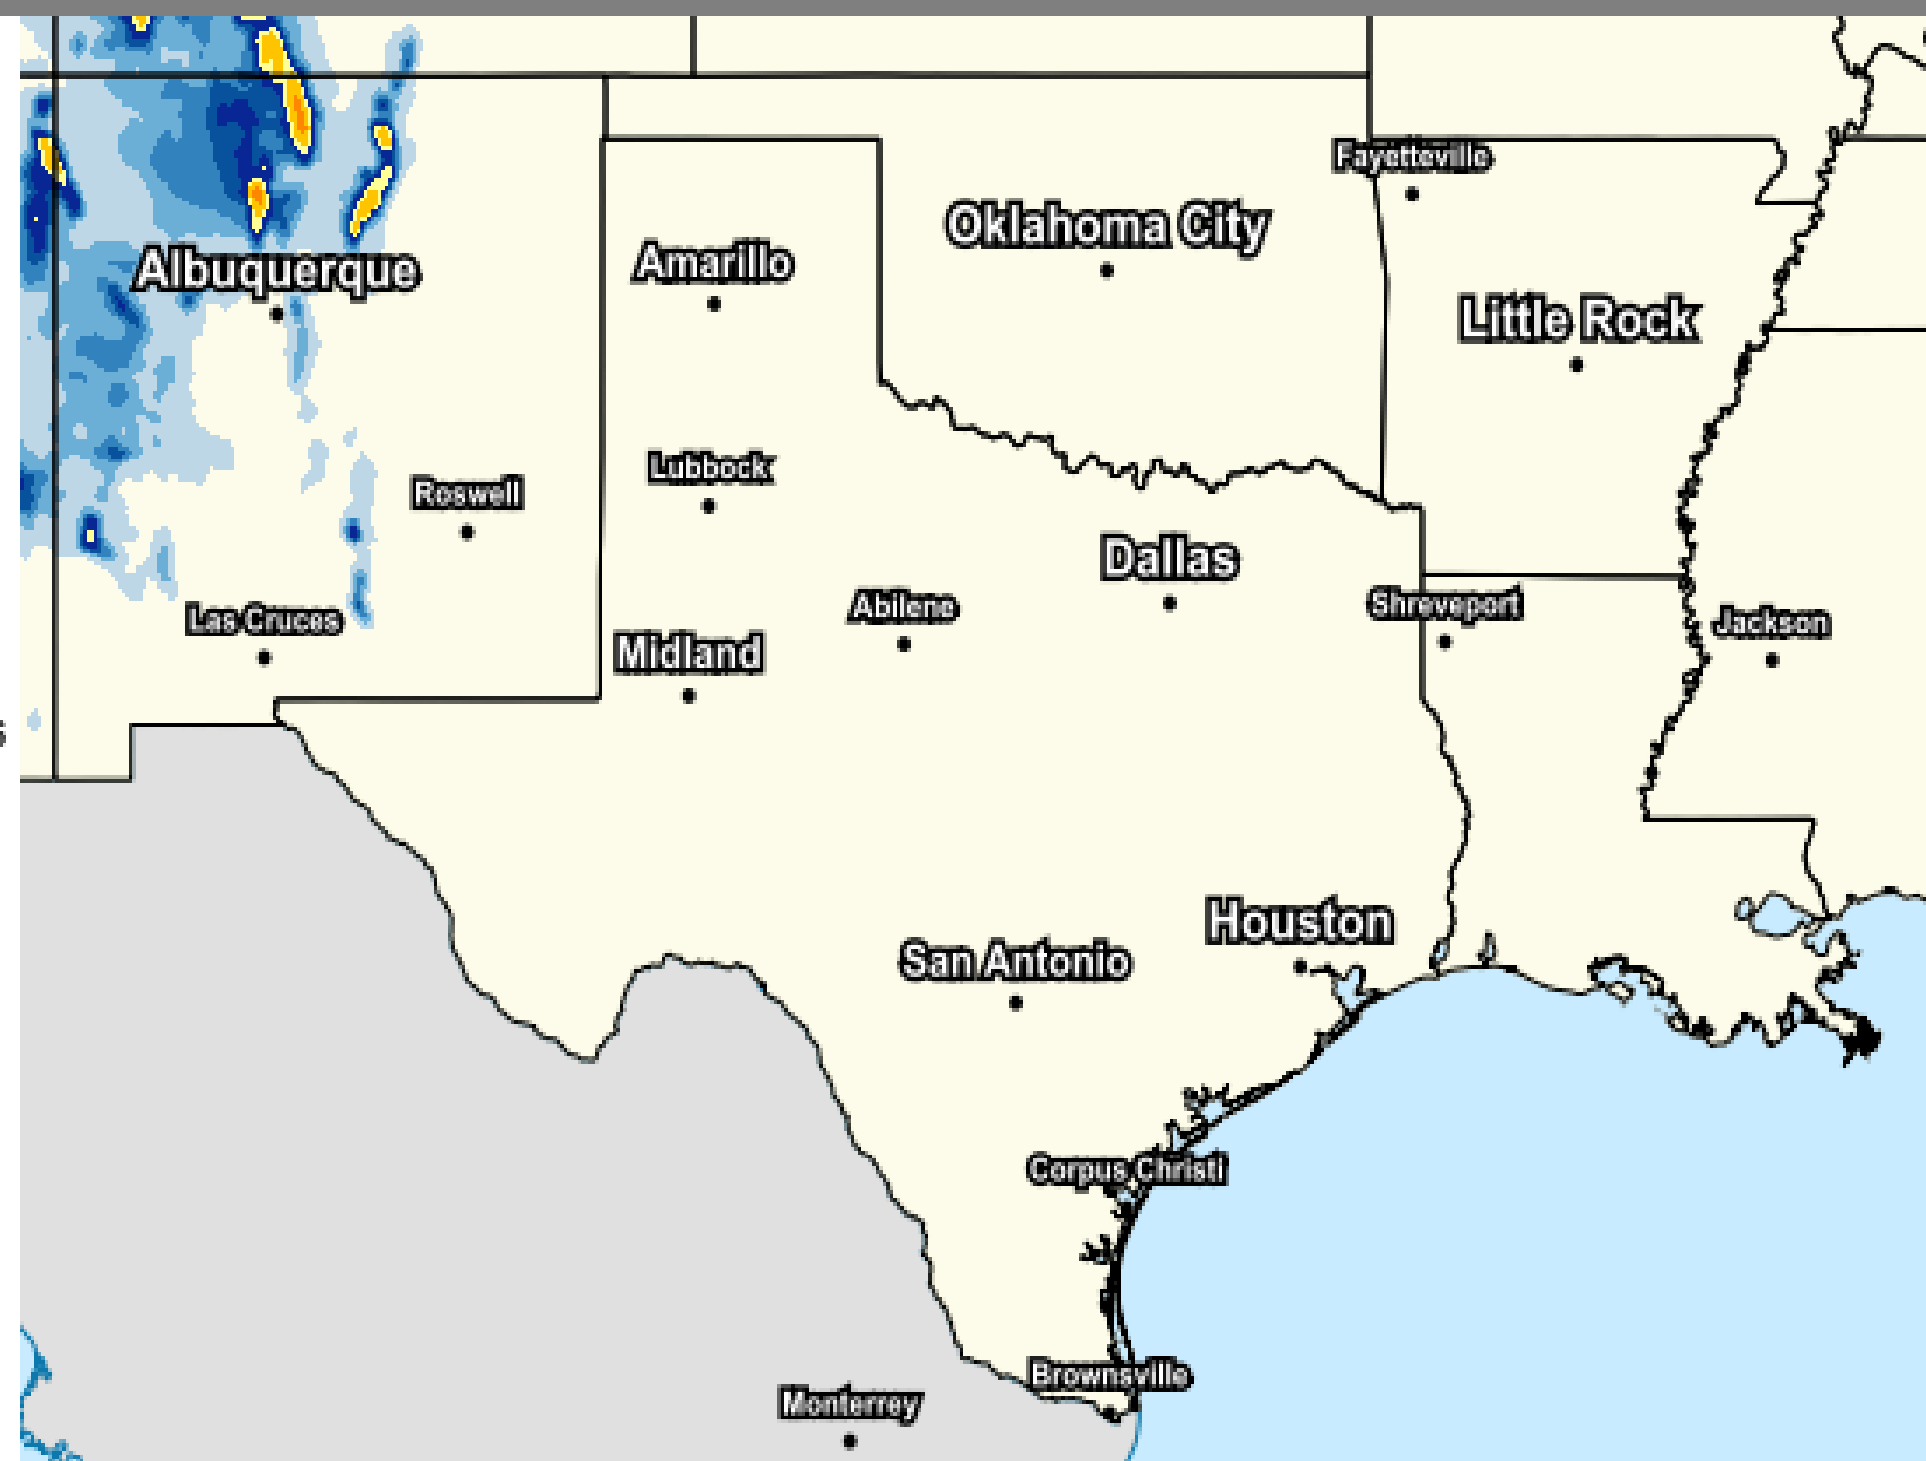 Fayetteville
Oklahoma City
Albuquerque
Amarillo
Little Rock
Lubbock
Roswell
Dallas
Abilene
Shreveport
Las Cruces
Jackson
Midland
s
Houston
San Antonio
Corpus Christi
Brownsville
Monterrey